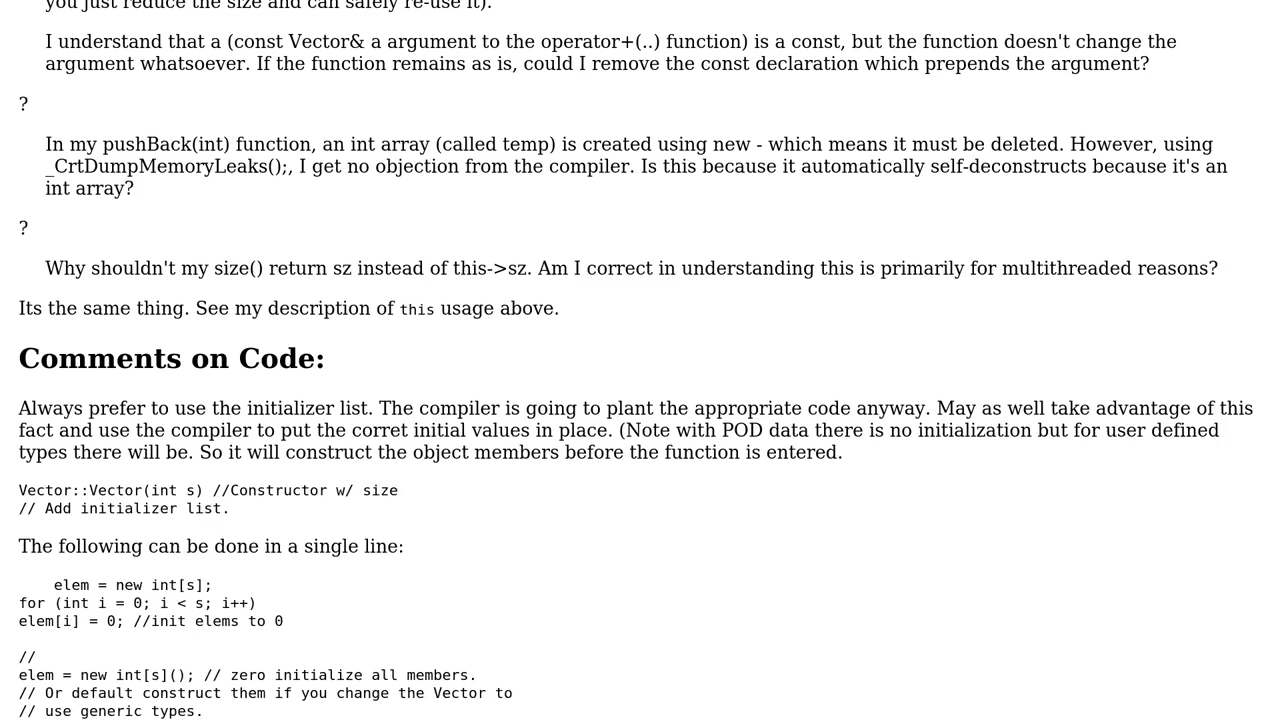 you just reduce the size and can safely re-use it).
I understand that a (const Vector& a argument to the operator+(..) function) is a const, but the function doesn't change the
argument whatsoever. If the function remains as is, could I remove the const declaration which prepends the argument?
?
In my pushBack(int) function, an int array (called temp) is created using new - which means it must be deleted. However, using
_CrtDumpMemoryLeaks();, I get no objection from the compiler. Is this because it automatically self-deconstructs because it's an
int array?
?
Why shouldn't my size() return sz instead of this->sz. Am I correct in understanding this is primarily for multithreaded reasons?
Its the same thing. See my description of this usage above.
Comments on Code:
Always prefer to use the initializer list. The compiler is going to plant the appropriate code anyway. May as well take advantage of this
fact and use the compiler to put the corret initial values in place. (Note with POD data there is no initialization but for user defined
types there will be. So it will construct the object members before the function is entered.
Vector::Vector(int s) //Constructor w/ size
// Add initializer list.
The following can be done in a single line:
elem = new int[s];
for (int i = 0; i < s; i++)
elem[i] = 0; //init elems to 0
//
elem = new int[s](); // zero initialize all members.
// Or default construct them if you change the Vector to
// use generic types.